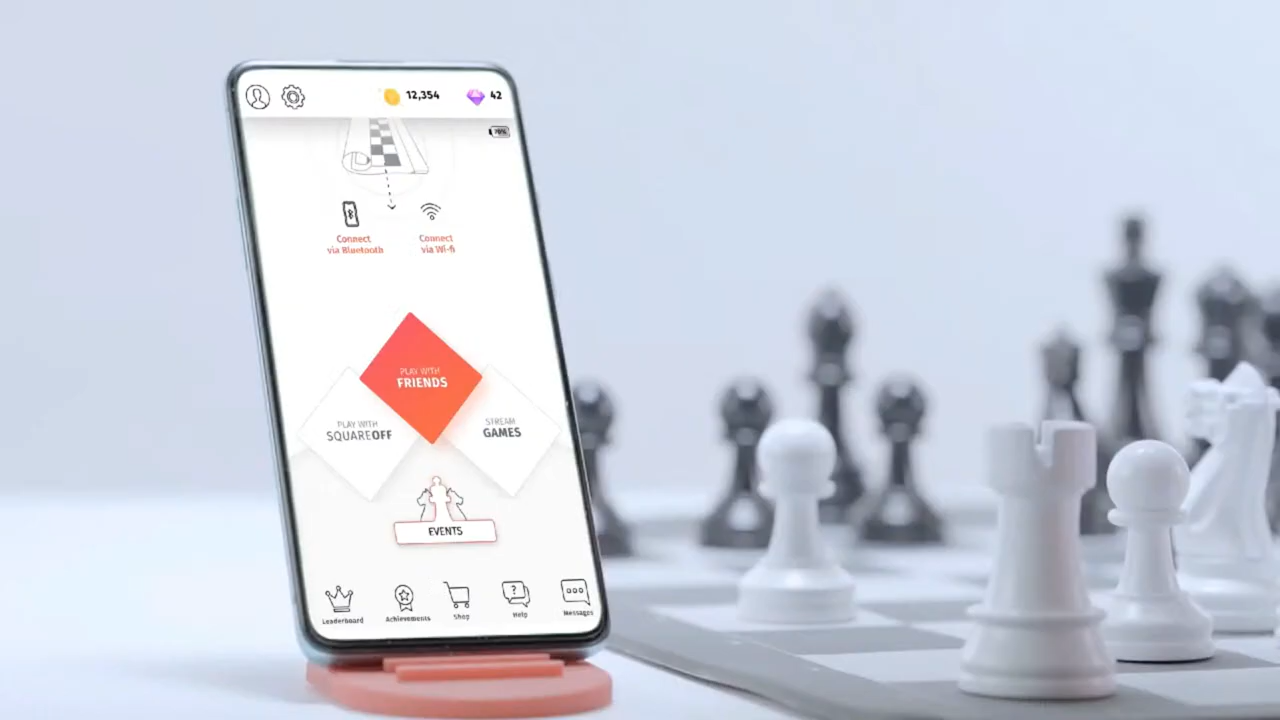 12,354
42
76%
Connect
via Bluetooth
Connect
via Wi-fi
PLAY WITH
FRIENDS
PLAY WITH
SQUAREOFF
STREAM
GAMES
EVENTS
Leaderboard
Achievements
Shop
?
Help
Messages